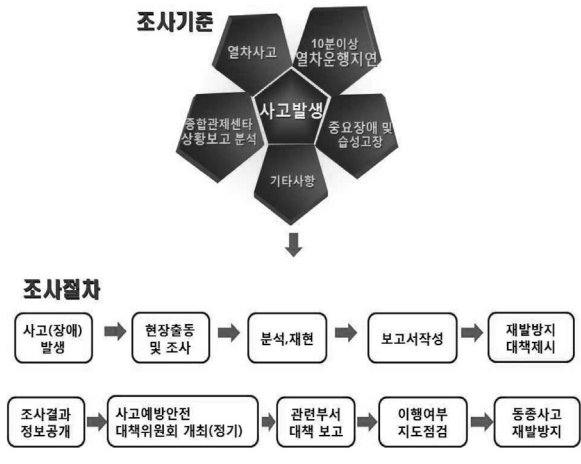 조사기준
열차사고
10분이상
열차운행지연
사고발생
종합관제센타
상황보고 분석
중요장애 및
습성고장
기타사항
조사절차
사고(장애)
발생
현장출동
및 조사
분석,재현
보고서작성
재발방지
대책제시
조사결과
정보공개
사고예방안전
대책위원회 개최(정기)
관련부서
대책 보고
이행여부
지도점검
동종사고
재발방지